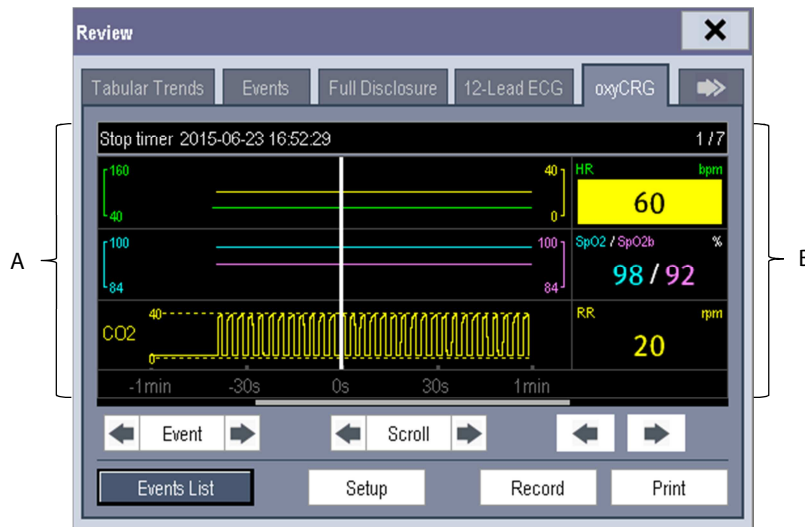 Review
Tabular Trends Events Full Disclosure 12-Lead ECG oxyCRG
Stop timer 2015-06-23 16:52:29 1/7
160 40 HR bpm
60
40 0
100 100 SpO2 / SpO2b %
98 / 92
84 84
40 RR rpm
CO2 20
0
-1min -30s 0s 30s 1min
A
Event Scroll
Events List Setup Record Print